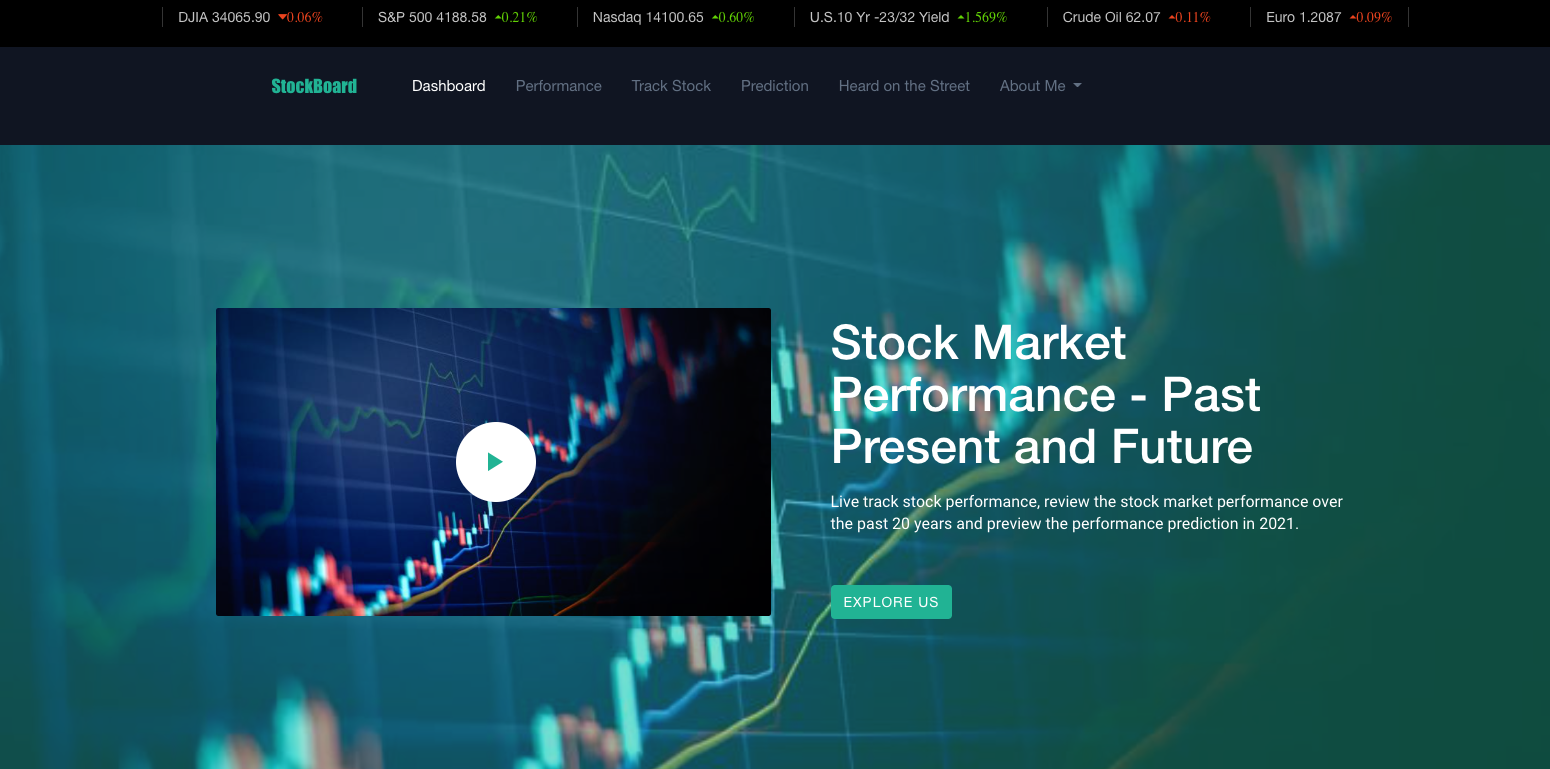 DJIA 34065.90 ▼0.06% S&P 500 4188.58 ▲0.21% Nasdaq 14100.65 ▲0.60% U.S.10 Yr -23/32 Yield ▲1.569% Crude Oil 62.07 ▲0.11% Euro 1.2087 ▲0.09%
StockBoard Dashboard Performance Track Stock Prediction Heard on the Street About Me
Stock Market
Performance - Past
Present and Future
Live track stock performance, review the stock market performance over
the past 20 years and preview the performance prediction in 2021.
EXPLORE US